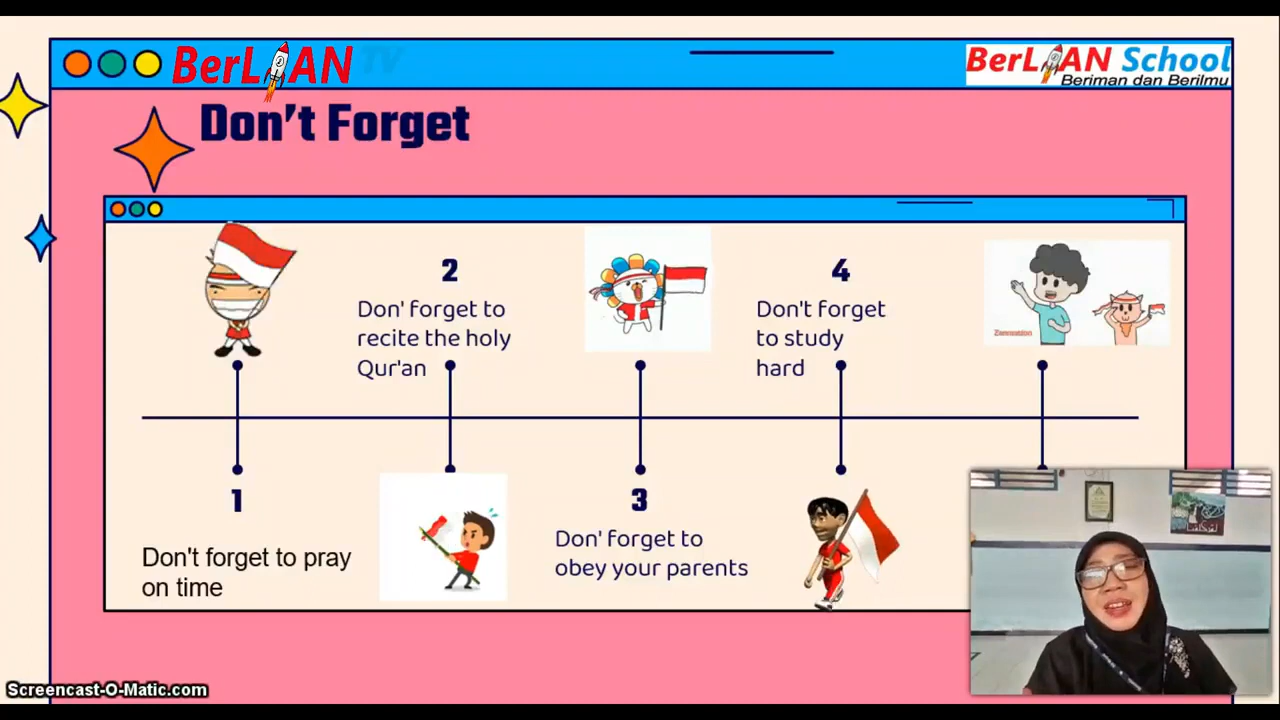 BerLIAN TV
BerLIAN School
Beriman dan Berilmu
Don't Forget
2
Don' forget to
recite the holy
Qur'an
4
Don't forget
to study
hard
1
Don't forget to pray
on time
3
Don' forget to
obey your parents
Screencast-O-Matic.com